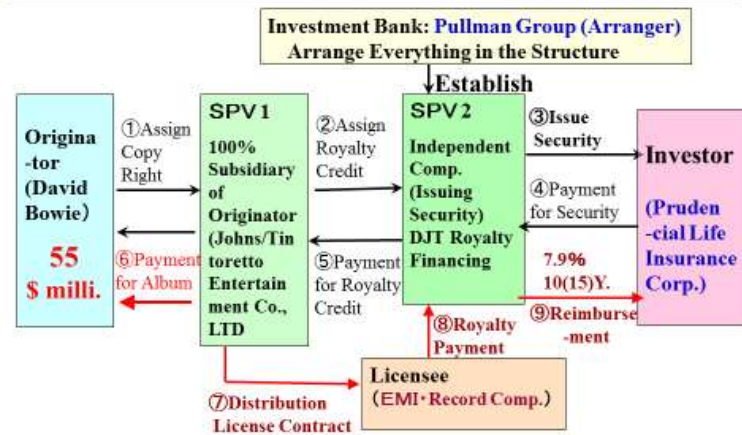 Investment Bank: Pullman Group (Arranger)
Arrange Everything in the Structure
Establish
Origina
-tor
(David
Bowie)
55
$ milli.
①Assign
Copy
Right
⑥Payment
for Album
SPV1
100%
Subsidiary
of
Originator
(Johns/Tin
toretto
Entertain
ment Co.,
LTD
②Assign
Royalty
Credit
⑤Payment
for Royalty
Credit
SPV2
Independent
Comp.
(Issuing
Security)
DJT Royalty
Financing
③Issue
Security
④Payment
for Security
7.9%
10(15)Y.
⑨Reimburse
-ment
Investor
(Pruden
-cial Life
Insurance
Corp.)
⑧Royalty
Payment
⑦Distribution
License Contract
Licensee
(EMI・Record Comp.)